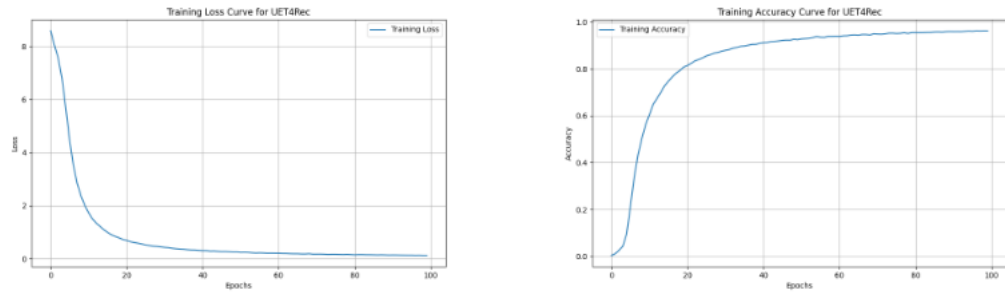 Training Loss Curve for UET4Rec
Training Loss
8
6
4
2
0
Loss
0 20 40 60 80 100
Epochs
Training Accuracy Curve for UET4Rec
Training Accuracy
1.0
0.8
0.6
0.4
0.2
0.0
Accuracy
0 20 40 60 80 100
Epochs